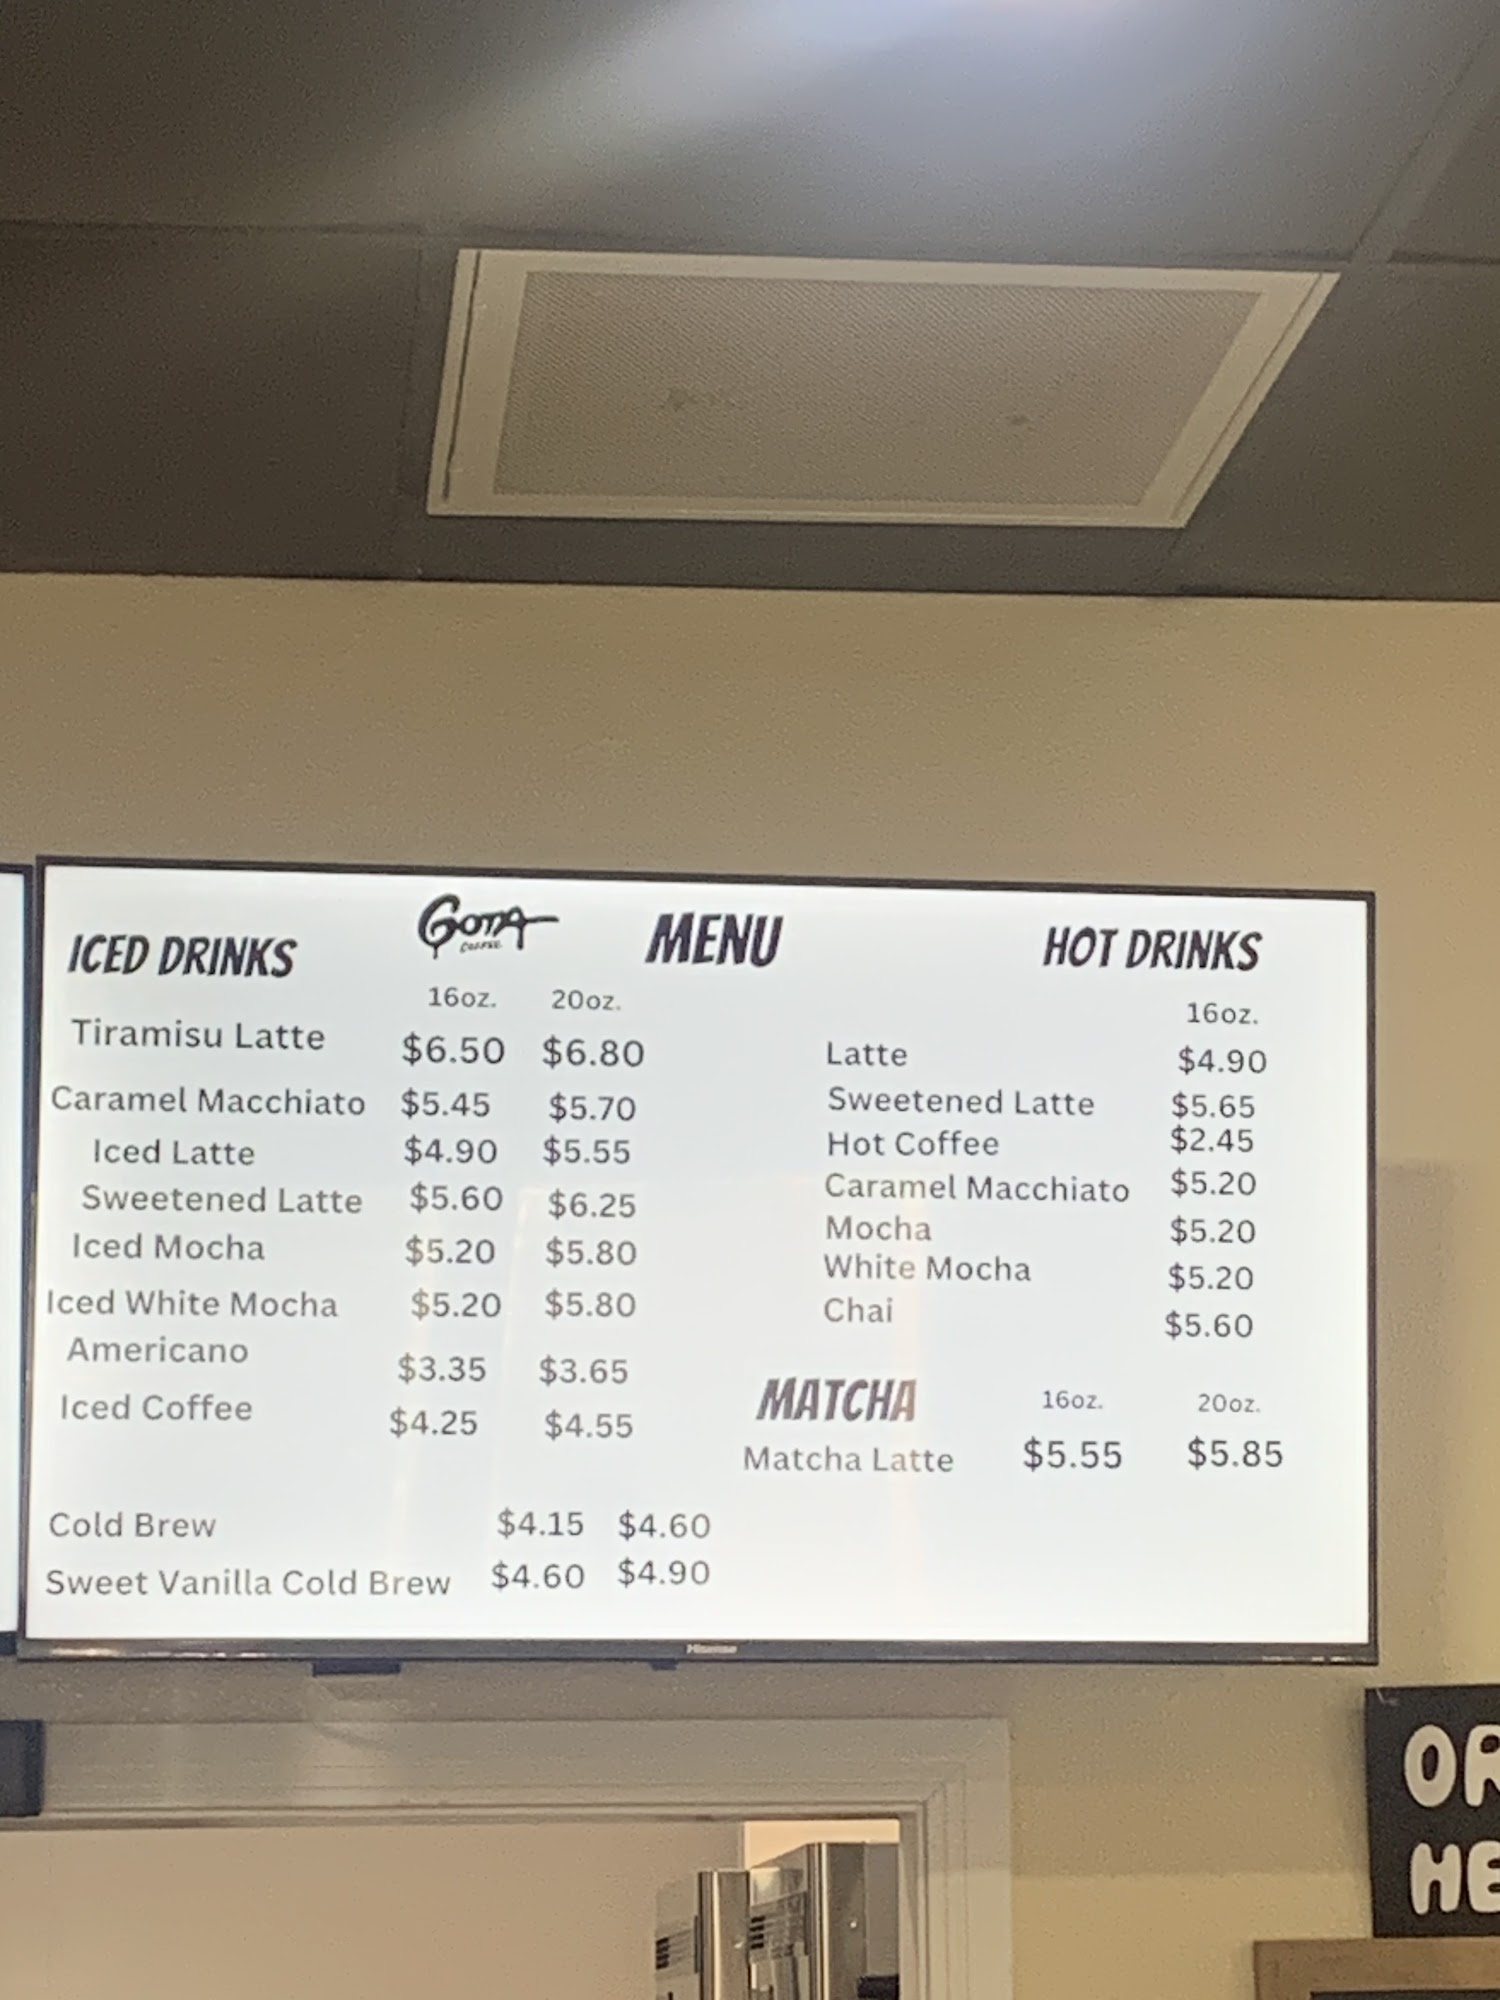 GOTA
COFFEE
MENU
ICED DRINKS
16oz. 20oz.
Tiramisu Latte $6.50 $6.80
Caramel Macchiato $5.45 $5.70
Iced Latte $4.90 $5.55
Sweetened Latte $5.60 $6.25
Iced Mocha $5.20 $5.80
Iced White Mocha $5.20 $5.80
Americano $3.35 $3.65
Iced Coffee $4.25 $4.55
Cold Brew $4.15 $4.60
Sweet Vanilla Cold Brew $4.60 $4.90
HOT DRINKS
16oz.
Latte $4.90
Sweetened Latte $5.65
Hot Coffee $2.45
Caramel Macchiato $5.20
Mocha $5.20
White Mocha $5.20
Chai $5.60
MATCHA 16oz. 20oz.
Matcha Latte $5.55 $5.85
Hisense
OR
HE